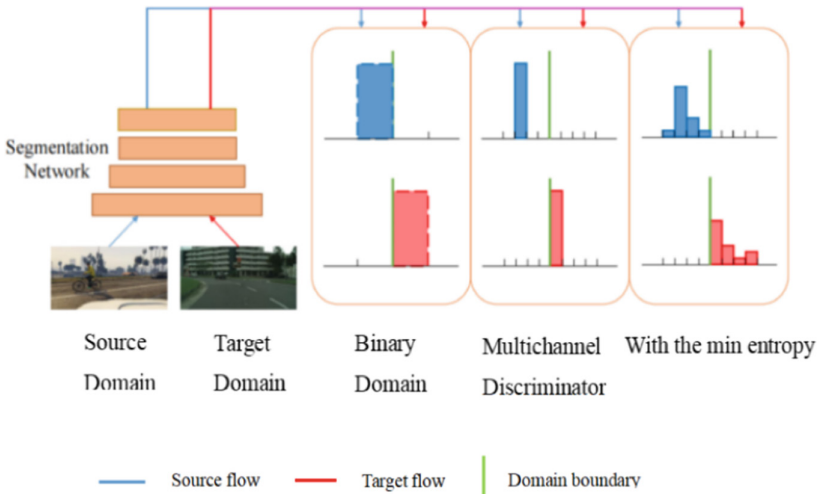 Segmentation
Network
Source
Domain
Target
Domain
Binary
Domain
Multichannel
Discriminator
With the min entropy
Source flow
Target flow
Domain boundary